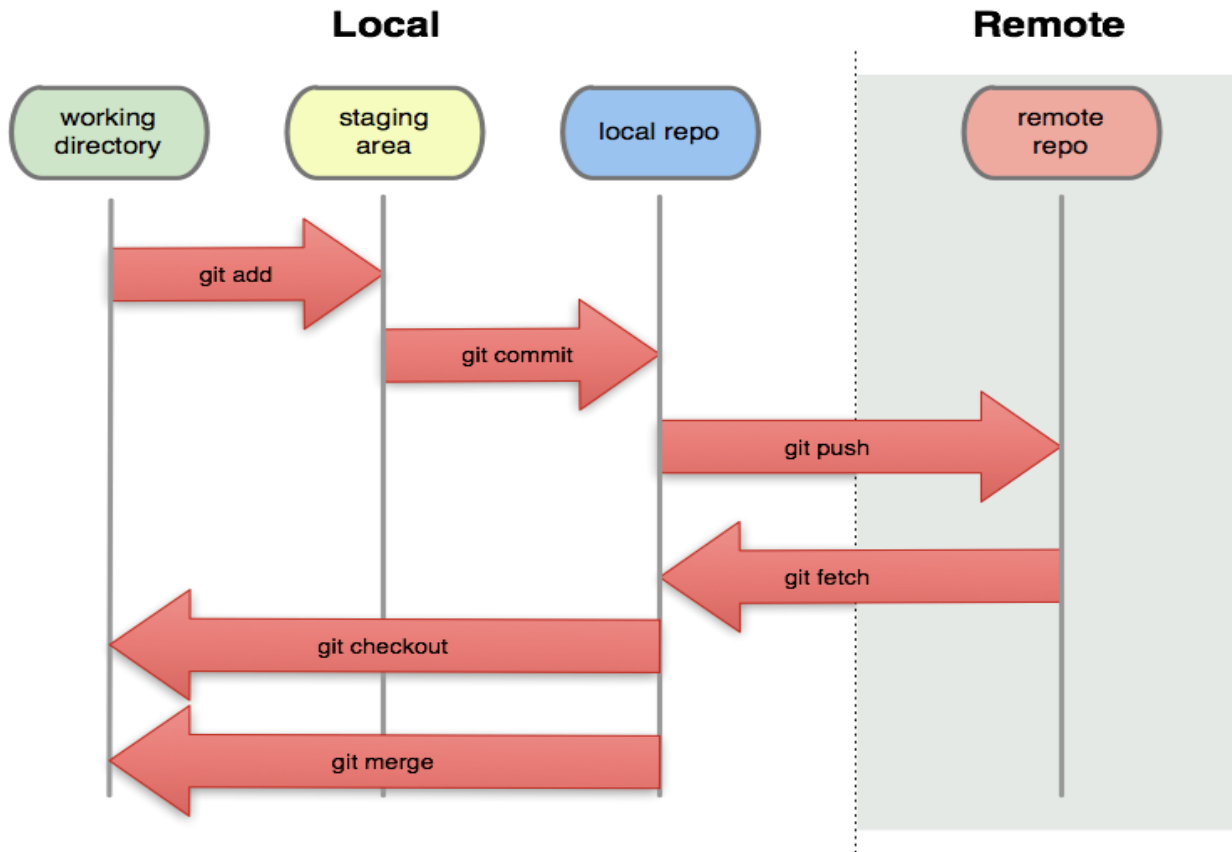 Local
Remote
working
directory
staging
area
local repo
remote
repo
git add
git commit
git push
git fetch
git checkout
git merge